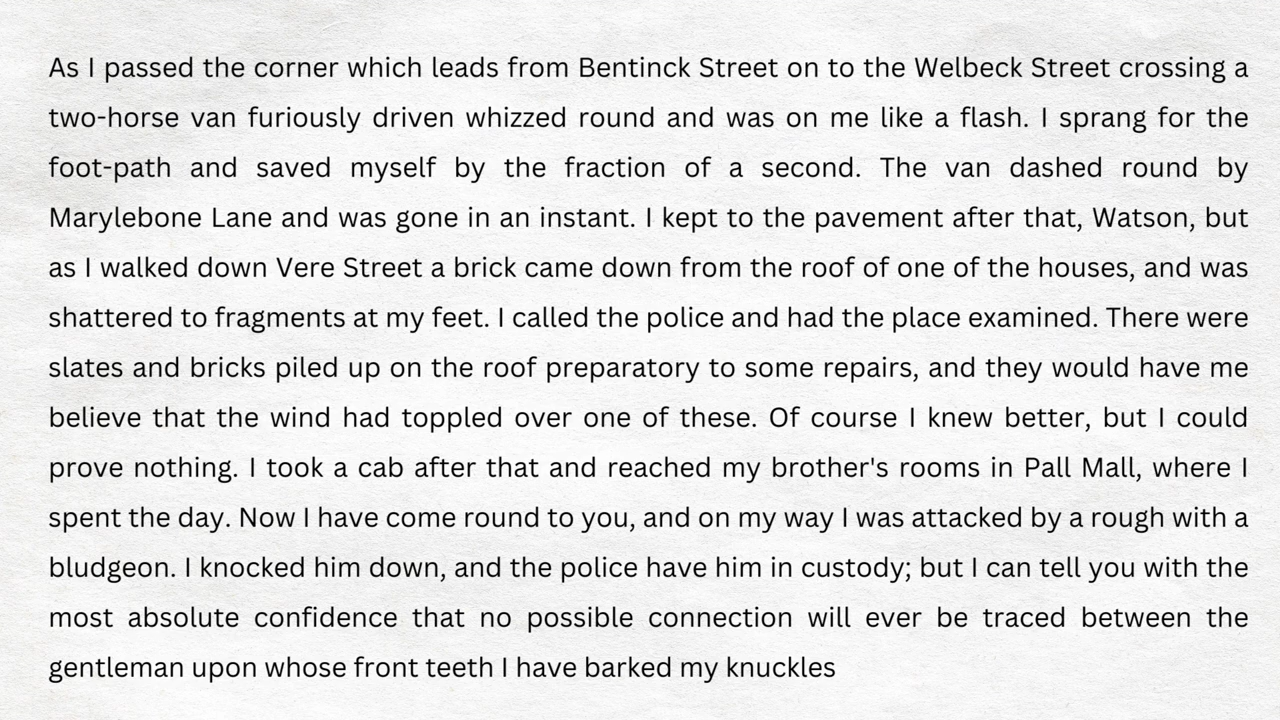 As I passed the corner which leads from Bentinck Street on to the Welbeck Street crossing a
two-horse van furiously driven whizzed round and was on me like a flash. I sprang for the
foot-path and saved myself by the fraction of a second. The van dashed round by
Marylebone Lane and was gone in an instant. I kept to the pavement after that, Watson, but
as I walked down Vere Street a brick came down from the roof of one of the houses, and was
shattered to fragments at my feet. I called the police and had the place examined. There were
slates and bricks piled up on the roof preparatory to some repairs, and they would have me
believe that the wind had toppled over one of these. Of course I knew better, but I could
prove nothing. I took a cab after that and reached my brother's rooms in Pall Mall, where I
spent the day. Now I have come round to you, and on my way I was attacked by a rough with a
bludgeon. I knocked him down, and the police have him in custody; but I can tell you with the
most absolute confidence that no possible connection will ever be traced between the
gentleman upon whose front teeth I have barked my knuckles